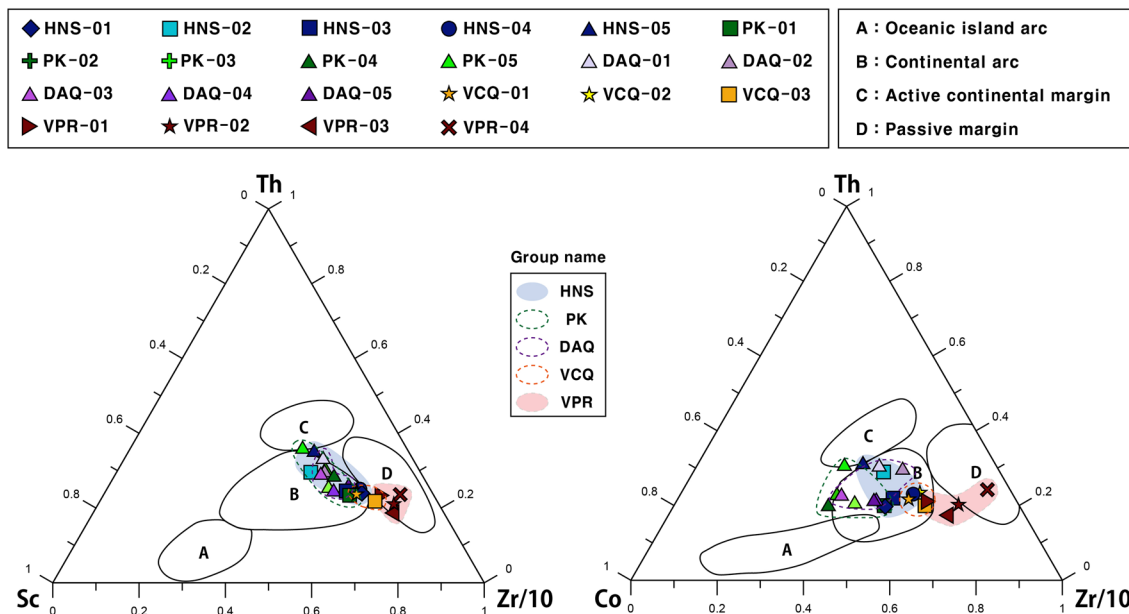 HNS-01 HNS-02 HNS-03 HNS-04 HNS-05 PK-01
PK-02 PK-03 PK-04 PK-05 DAQ-01 DAQ-02
DAQ-03 DAQ-04 DAQ-05 VCQ-01 VCQ-02 VCQ-03
VPR-01 VPR-02 VPR-03 VPR-04
A : Oceanic island arc
B : Continental arc
C : Active continental margin
D : Passive margin
Th
0 1
0.2 0.8
0.4 0.6
0.6 0.4
0.8 0.2
1 0
C
D
B
A
Sc Zr/10
0 0.2 0.4 0.6 0.8 1
Group name
HNS
PK
DAQ
VCQ
VPR
Th
0 1
0.2 0.8
0.4 0.6
0.6 0.4
0.8 0.2
1 0
C
D
B
A
Co Zr/10
0 0.2 0.4 0.6 0.8 1